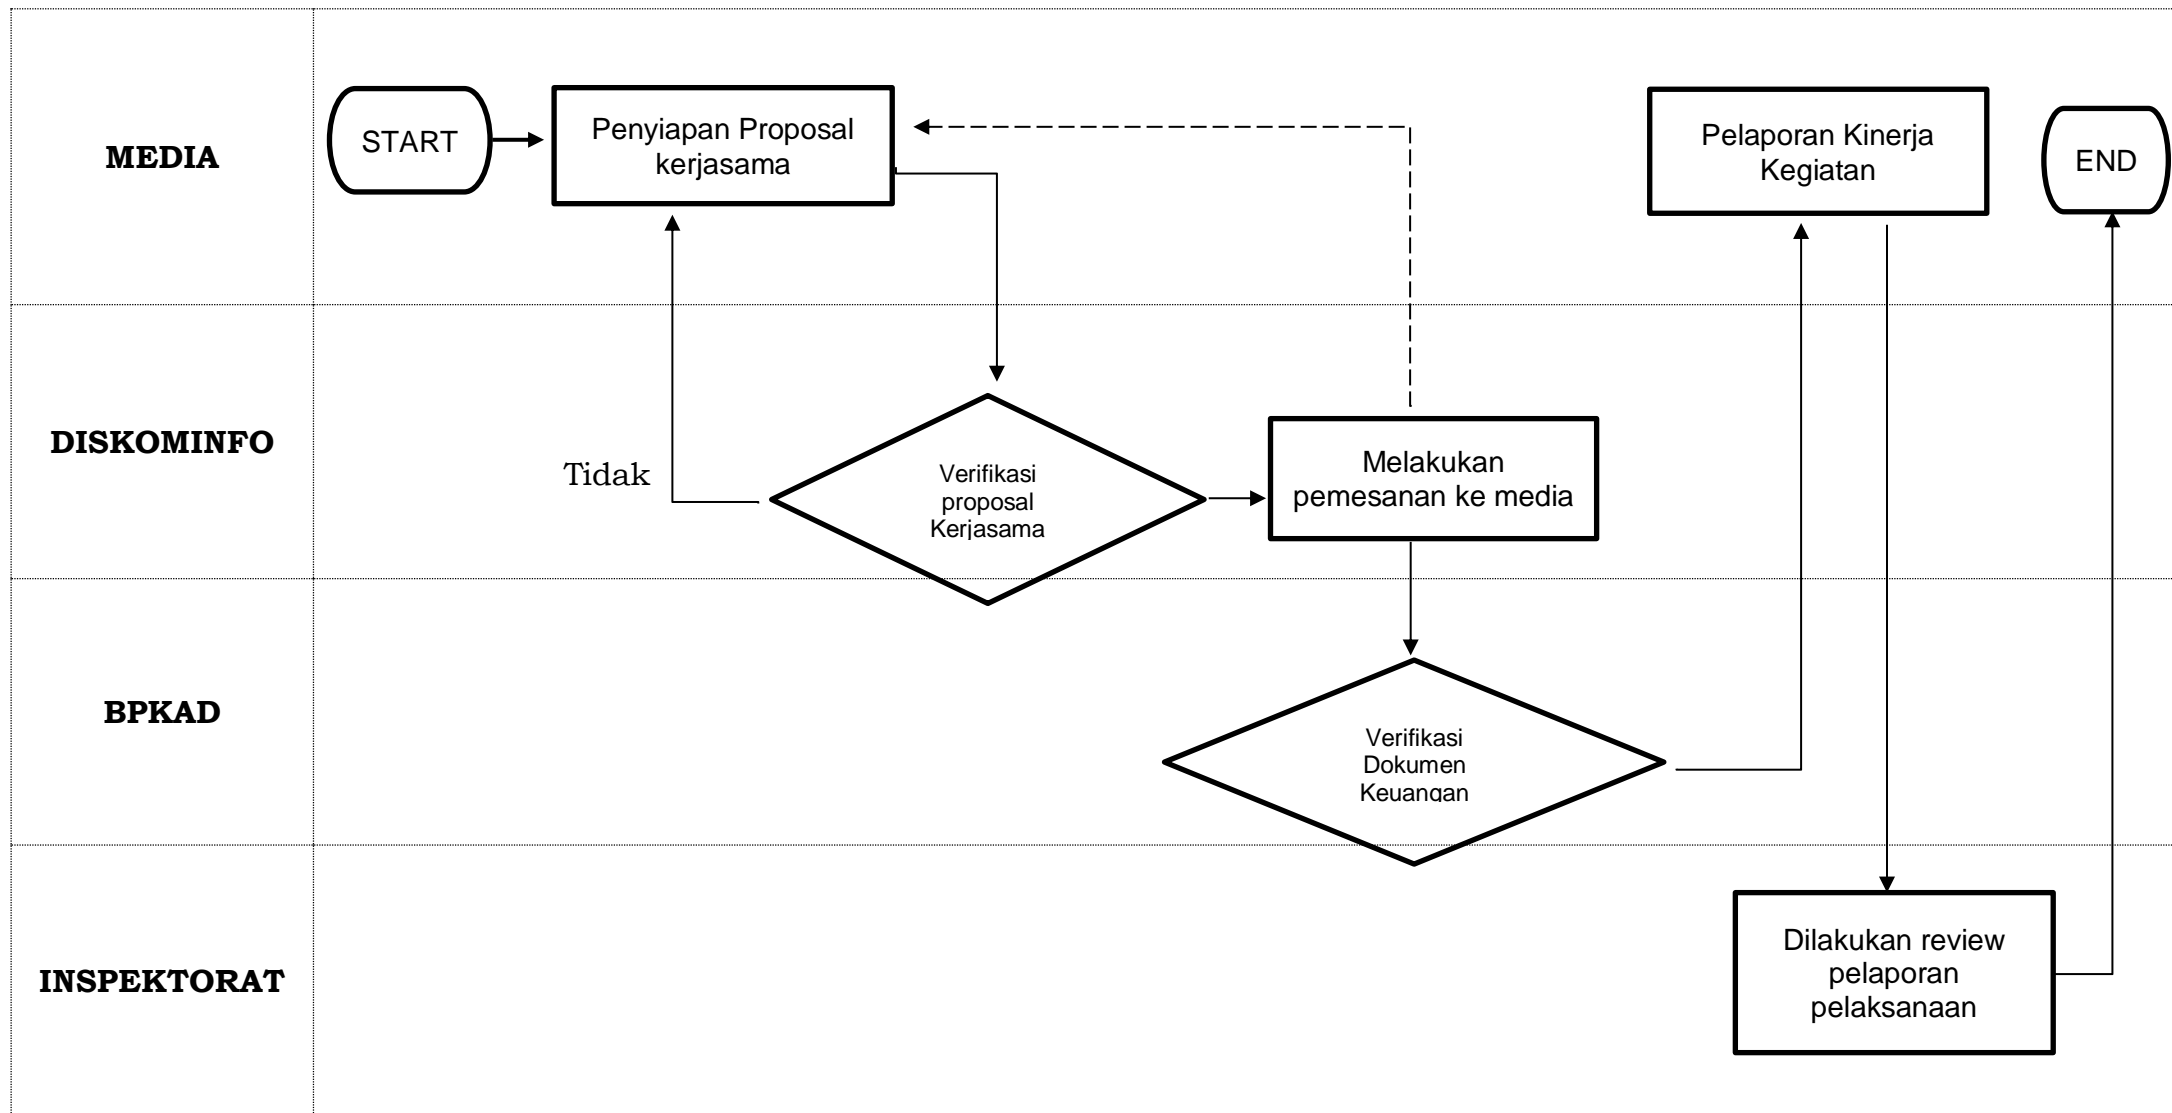 MEDIA
START
Penyiapan Proposal
kerjasama
Pelaporan Kinerja
Kegiatan
END
DISKOMINFO
Tidak
Verifikasi
proposal
Kerjasama
Melakukan
pemesanan ke media
BPKAD
Verifikasi
Dokumen
Keuangan
INSPEKTORAT
Dilakukan review
pelaporan
pelaksanaan